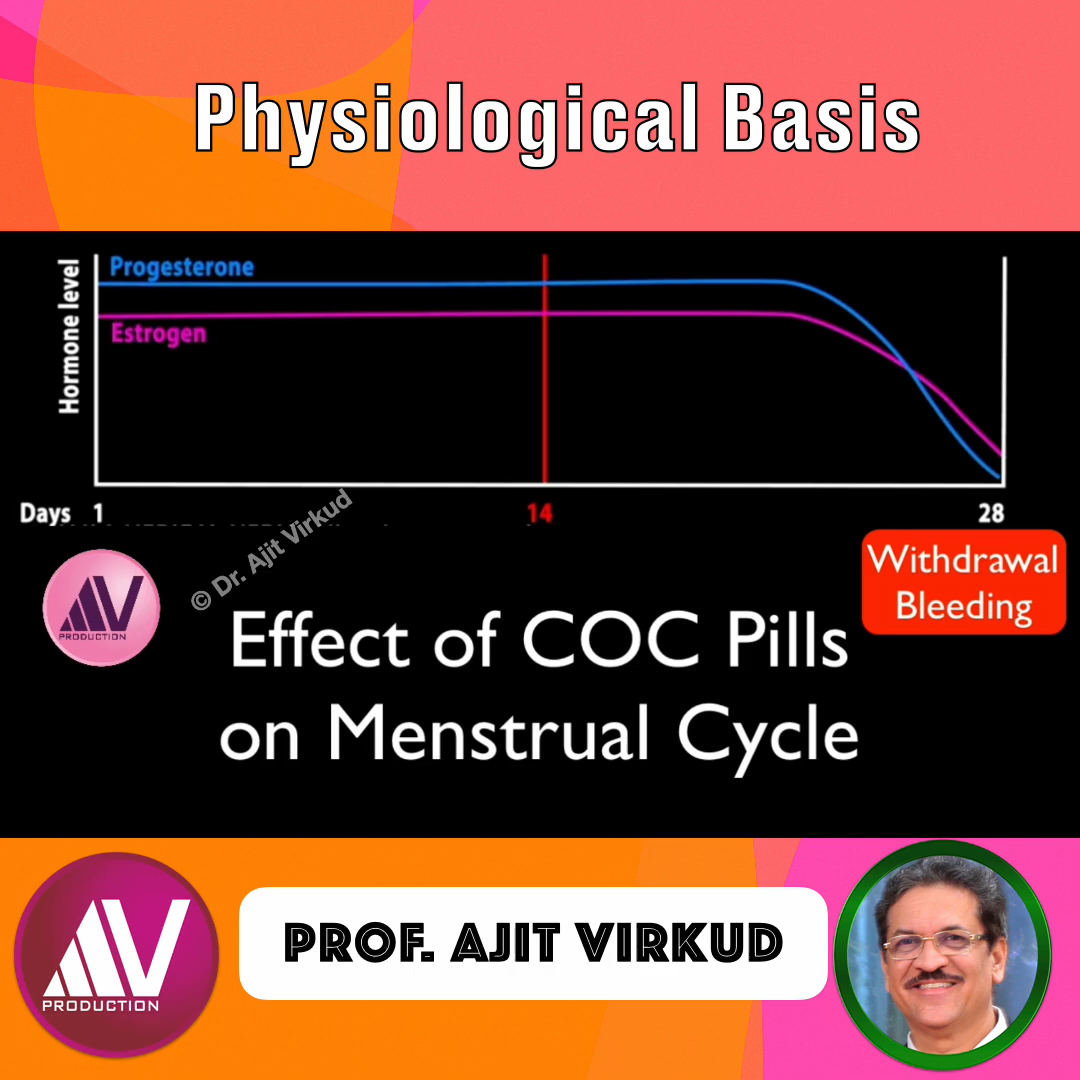 Physiological Basis
Hormone level
Progesterone
Estrogen
Days 1 14 28
© Dr. Ajit Virkud
Withdrawal
Bleeding
AV
PRODUCTION
Effect of COC Pills
on Menstrual Cycle
AV
PRODUCTION
PROF. AJIT VIRKUD